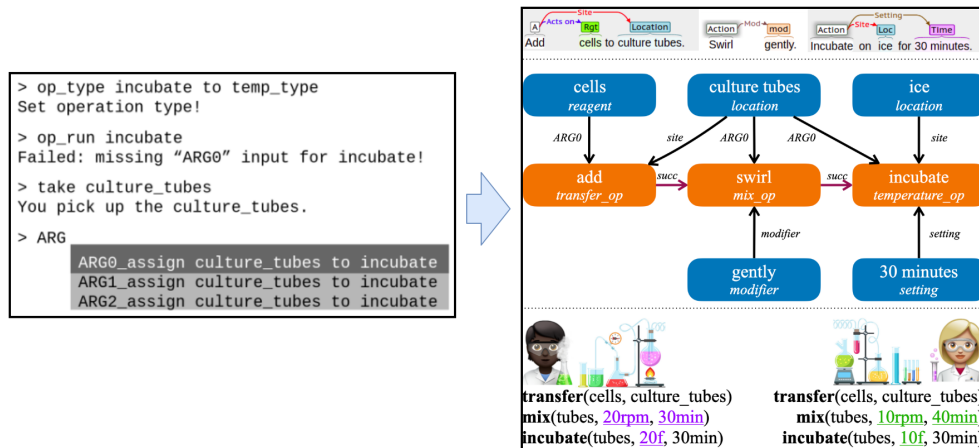 > op_type incubate to temp_type
Set operation type!
> op_run incubate
Failed: missing “ARG0” input for incubate!
> take culture_tubes
You pick up the culture_tubes.
> ARG
ARG0_assign culture_tubes to incubate
ARG1_assign culture_tubes to incubate
ARG2_assign culture_tubes to incubate
Site
Acts on
A Rgt Location
Add cells to culture tubes.
Action Mod mod
Swirl gently.
Setting
Action Site Loc TIme
Incubate on ice for 30 minutes.
cells
reagent
culture tubes
location
ice
location
ARG0 site ARG0 ARG0 site
add
transfer_op
succ
swirl
mix_op
succ
incubate
temperature_op
modifier setting
gently
modifier
30 minutes
setting
transfer(cells, culture_tubes)
mix(tubes, 20rpm, 30min)
incubate(tubes, 20f, 30min)
transfer(cells, culture_tubes)
mix(tubes, 10rpm, 40min)
incubate(tubes, 10f, 30min)